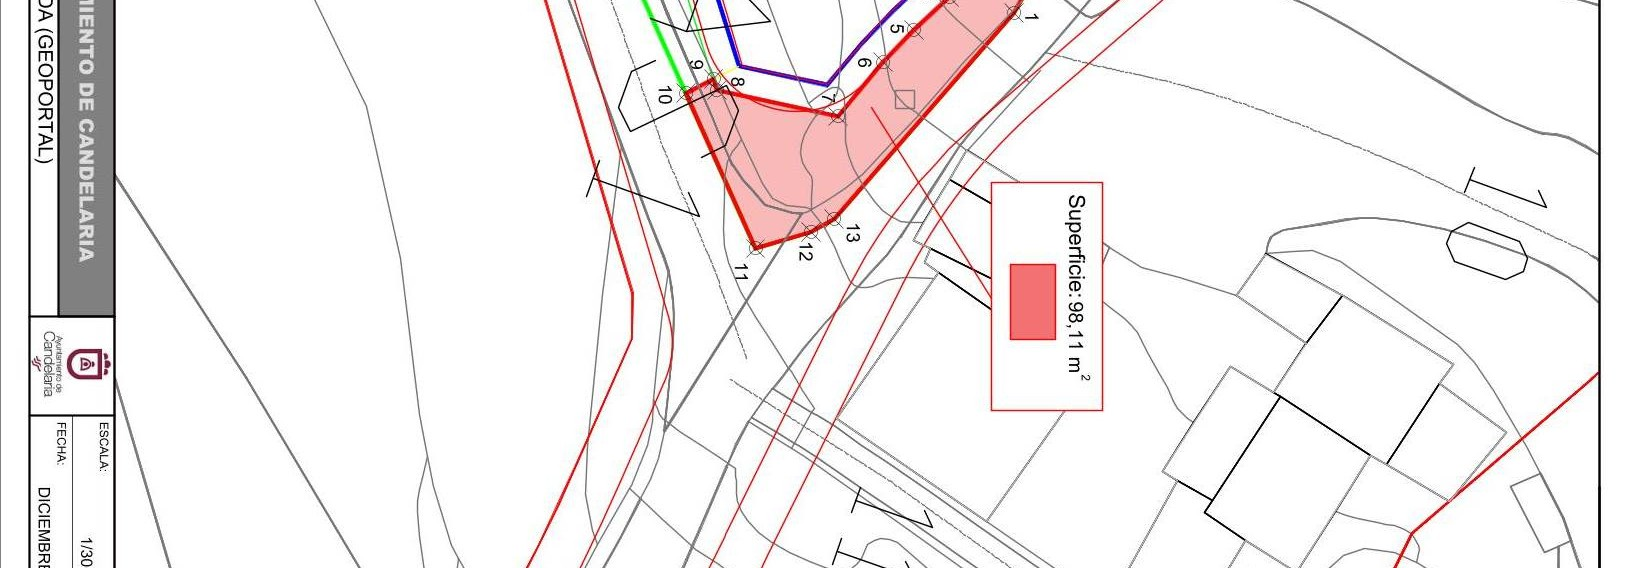 MIENTO DE CANDELARIA
DA (GEOPORTAL)
Ayuntamiento de
Candelaria
ESCALA: 1/30
FECHA: DICIEMBRE
Superficie: 98,11 m²
1
5
6
7
8
9
10
11
12
13